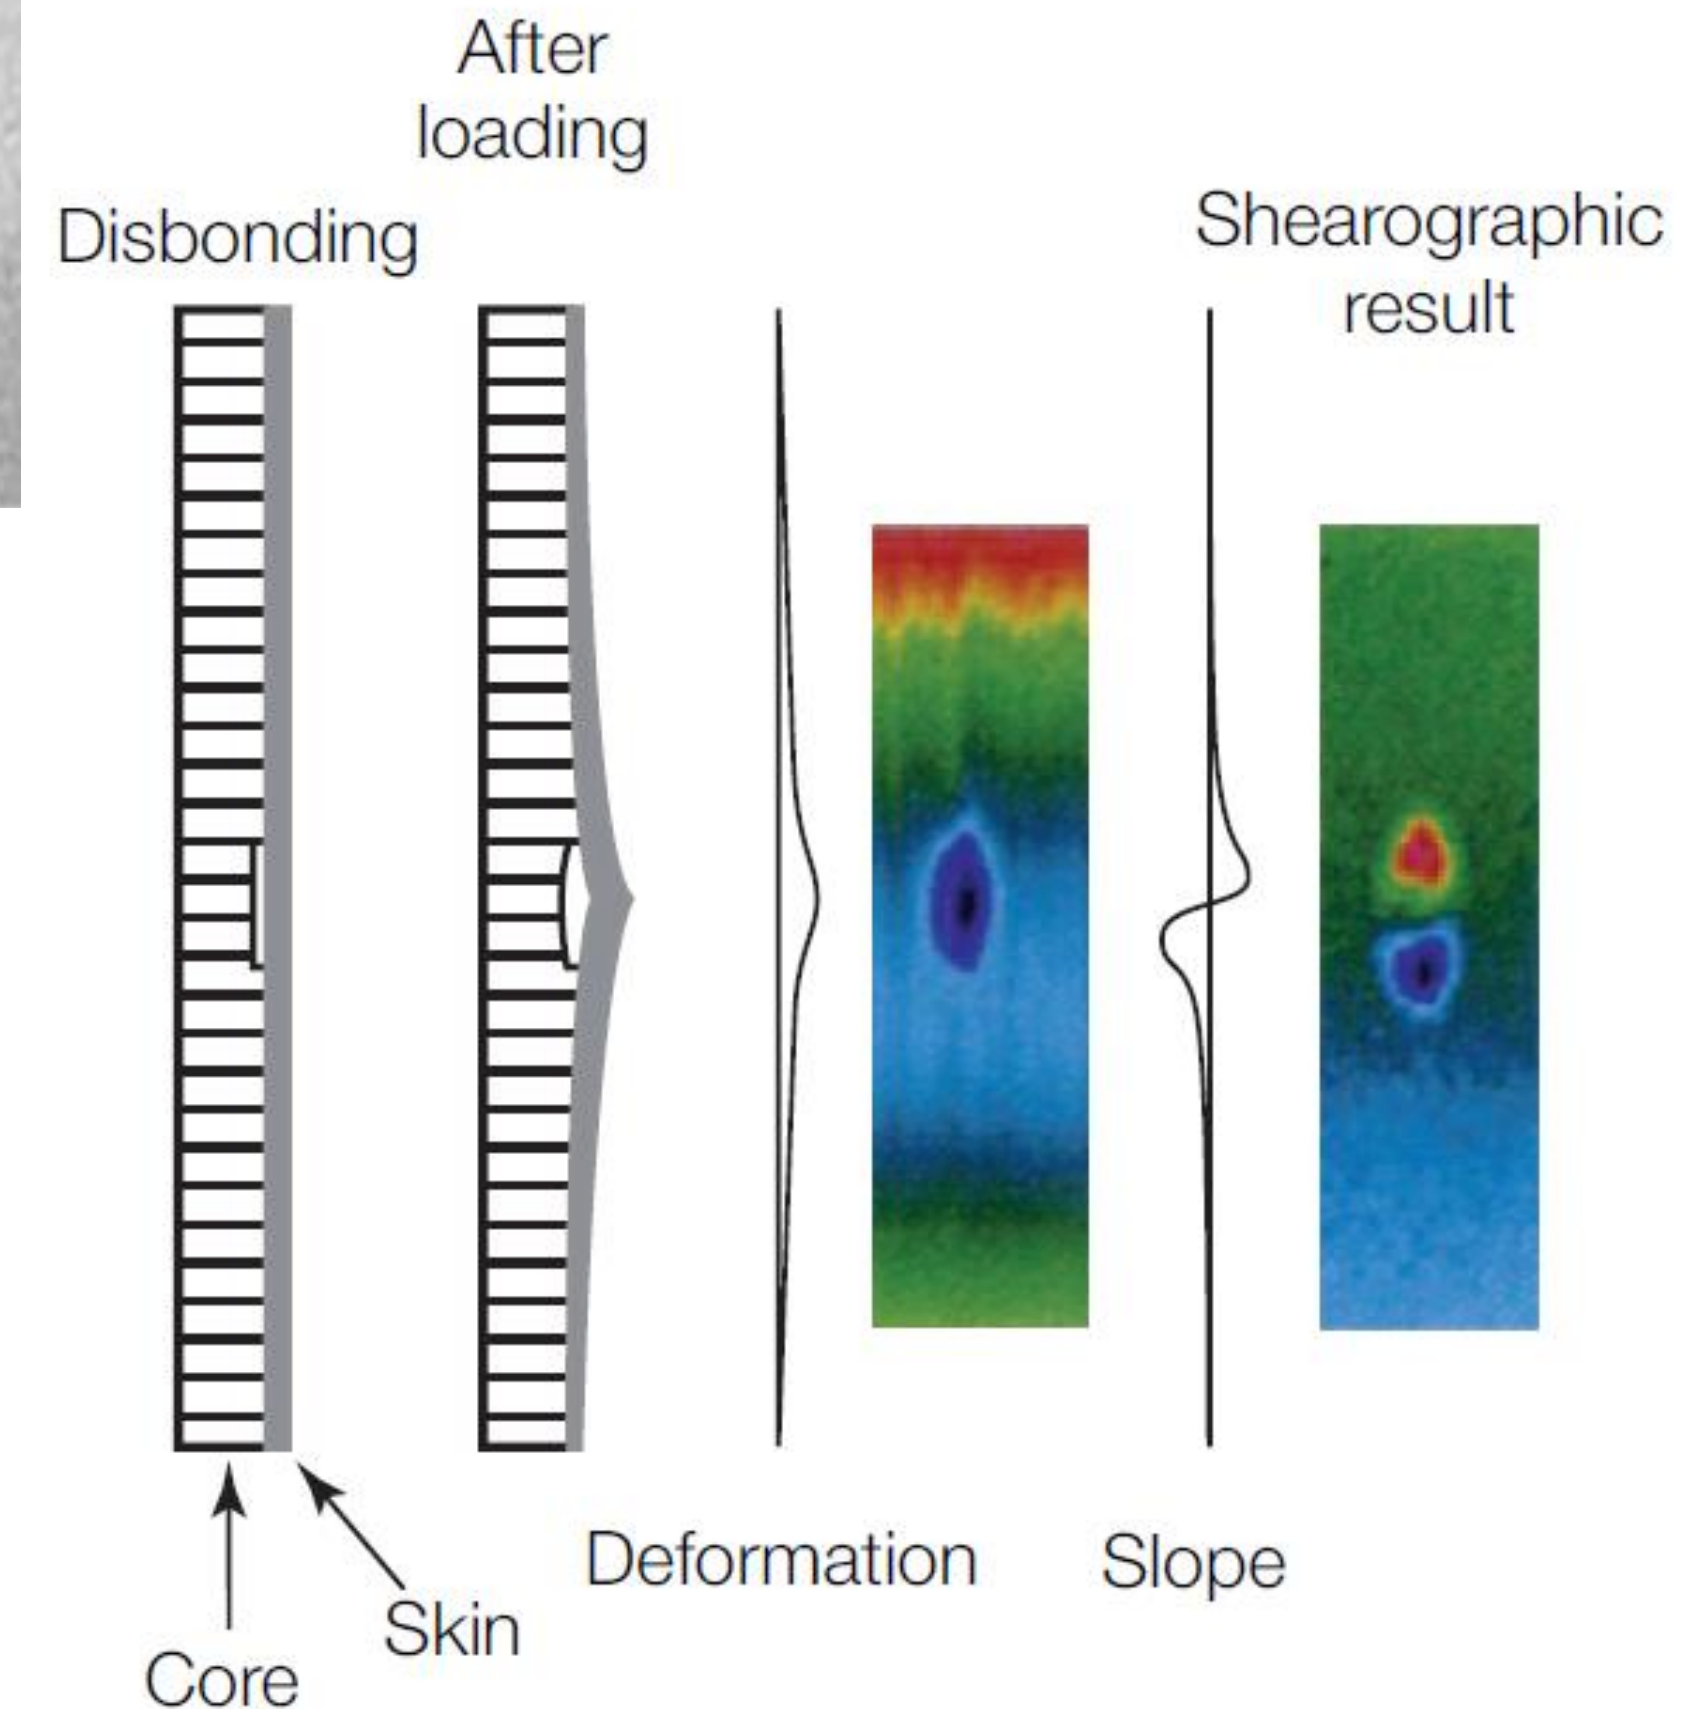 After
loading
Disbonding
Shearographic
result
Deformation
Slope
Skin
Core